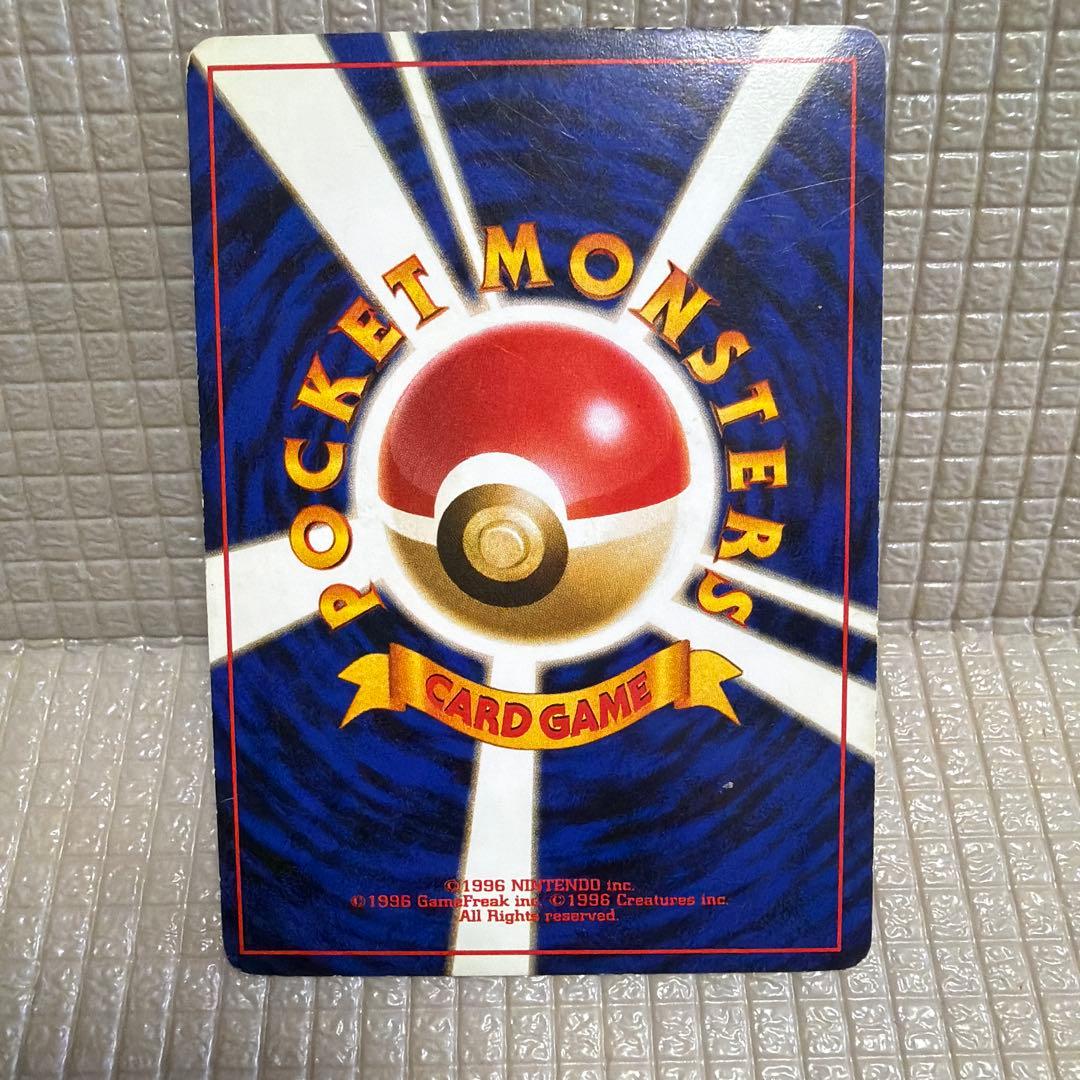 POCKET MONSTERS
CARD GAME
©1996 NINTENDO inc.
©1996 GameFreak inc. ©1996 Creatures inc.
All Rights reserved.